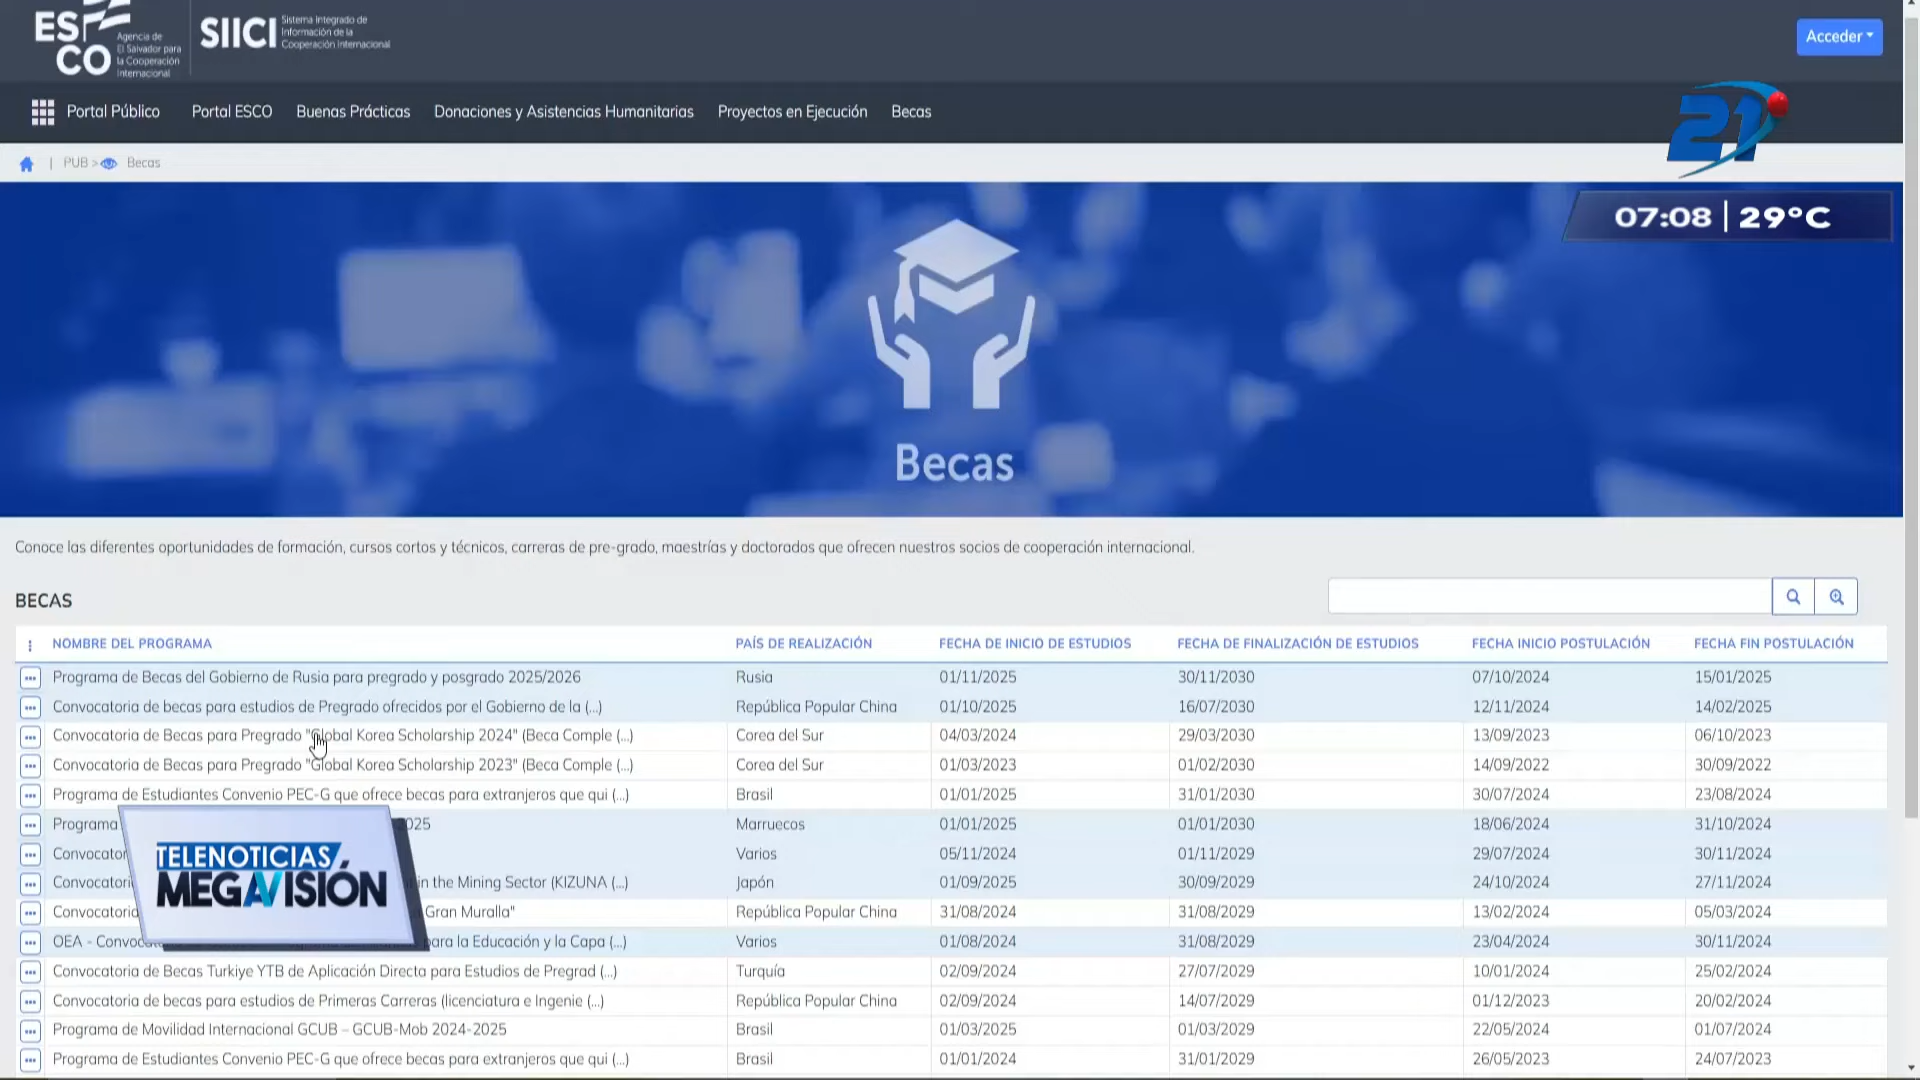 ESCO Agencia de El Salvador para la Cooperación Internacional
SIICI Sistema Integrado de Información de la Cooperación Internacional
Acceder
Portal Público Portal ESCO Buenas Prácticas Donaciones y Asistencias Humanitarias Proyectos en Ejecución Becas
21
| PUB > Becas
07:08 | 29°C
Becas
Conoce las diferentes oportunidades de formación, cursos cortos y técnicos, carreras de pre-grado, maestrías y doctorados que ofrecen nuestros socios de cooperación internacional.
BECAS
NOMBRE DEL PROGRAMA PAÍS DE REALIZACIÓN FECHA DE INICIO DE ESTUDIOS FECHA DE FINALIZACIÓN DE ESTUDIOS FECHA INICIO POSTULACIÓN FECHA FIN POSTULACIÓN
Programa de Becas del Gobierno de Rusia para pregrado y posgrado 2025/2026 Rusia 01/11/2025 30/11/2030 07/10/2024 15/01/2025
Convocatoria de becas para estudios de Pregrado ofrecidos por el Gobierno de la (...) República Popular China 01/10/2025 16/07/2030 12/11/2024 14/02/2025
Convocatoria de Becas para Pregrado "Global Korea Scholarship 2024" (Beca Comple (...) Corea del Sur 04/03/2024 29/03/2030 13/09/2023 06/10/2023
Convocatoria de Becas para Pregrado "Global Korea Scholarship 2023" (Beca Comple (...) Corea del Sur 01/03/2023 01/02/2030 14/09/2022 30/09/2022
Programa de Estudiantes Convenio PEC-G que ofrece becas para extranjeros que qui (...) Brasil 01/01/2025 31/01/2030 30/07/2024 23/08/2024
Programa 2025 Marruecos 01/01/2025 01/01/2030 18/06/2024 31/10/2024
Convocator Varios 05/11/2024 01/11/2029 29/07/2024 30/11/2024
Convocatori in the Mining Sector (KIZUNA (...) Japón 01/09/2025 30/09/2029 24/10/2024 27/11/2024
Convocatoria Gran Muralla" República Popular China 31/08/2024 31/08/2029 13/02/2024 05/03/2024
OEA - Convoca para la Educación y la Capa (...) Varios 01/08/2024 31/08/2029 23/04/2024 30/11/2024
Convocatoria de Becas Turkiye YTB de Aplicación Directa para Estudios de Pregrad (...) Turquía 02/09/2024 27/07/2029 10/01/2024 25/02/2024
Convocatoria de becas para estudios de Primeras Carreras (licenciatura e Ingenie (...) República Popular China 02/09/2024 14/07/2029 01/12/2023 20/02/2024
Programa de Movilidad Internacional GCUB – GCUB-Mob 2024-2025 Brasil 01/03/2025 01/03/2029 22/05/2024 01/07/2024
Programa de Estudiantes Convenio PEC-G que ofrece becas para extranjeros que qui (...) Brasil 01/01/2024 31/01/2029 26/05/2023 24/07/2023
TELENOTICIAS
MEGAVISIÓN